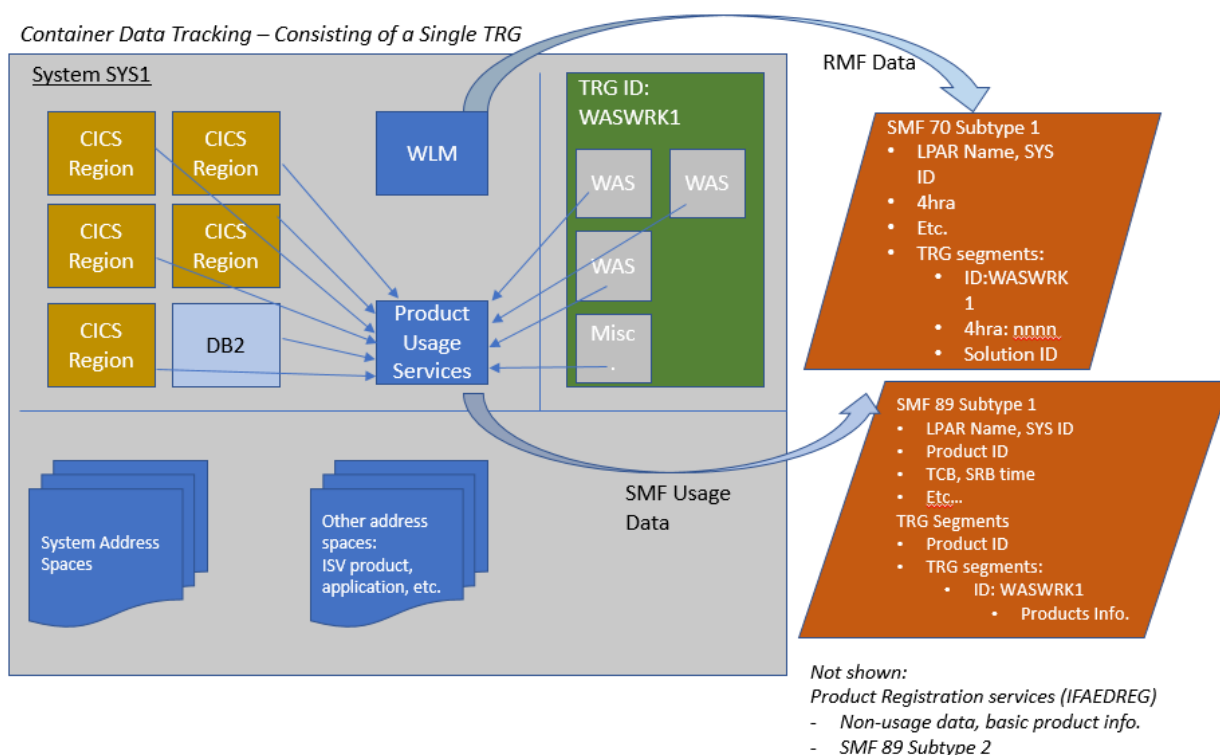 Container Data Tracking – Consisting of a Single TRG
System SYS1
CICS
Region
CICS
Region
WLM
CICS
Region
CICS
Region
CICS
Region
DB2
Product
Usage
Services
TRG ID:
WASWRK1
WAS
WAS
WAS
Misc
.
RMF Data
SMF 70 Subtype 1
• LPAR Name, SYS
ID
• 4hra
• Etc.
• TRG segments:
• ID:WASWRK
1
• 4hra: nnnn
• Solution ID
System Address
Spaces
Other address
spaces:
ISV product,
application, etc.
SMF Usage
Data
SMF 89 Subtype 1
• LPAR Name, SYS ID
• Product ID
• TCB, SRB time
• Etc…
TRG Segments
• Product ID
• TRG segments:
• ID: WASWRK1
• Products Info.
Not shown:
Product Registration services (IFAEDREG)
- Non-usage data, basic product info.
- SMF 89 Subtype 2